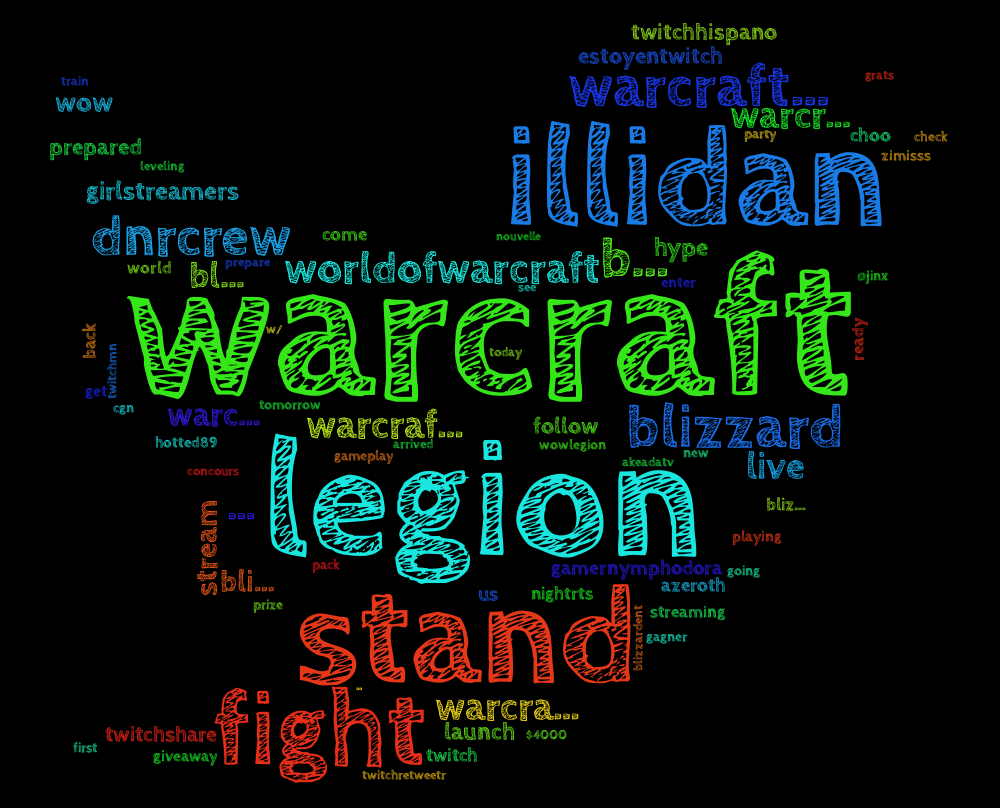 twitchhispano
estoyentwitch
train
grats
warcraft...
wow
warcr...
party
choo
check
prepared
zimisss
leveling
illidan
girlstreamers
dnrcrew
come
nouvelle
b...
hype
world
prepare
bl...
worldofwarcraft
see
enter
@jinx
warcraft
w/
back
ready
today
twitchmn
get
cgn
tomorrow
warc...
warcraf...
follow
blizzard
hotted89
arrived
wowlegion
new
gameplay
akeadatv
live
concours
legion
bliz...
stream
...
playing
pack
gamernymphodora
going
bli...
azeroth
us
nightrts
prize
streaming
stand
blizzardent
gagner
...
fight
warcra...
twitchshare
launch
$4000
first
giveaway
twitch
twitchretweetr